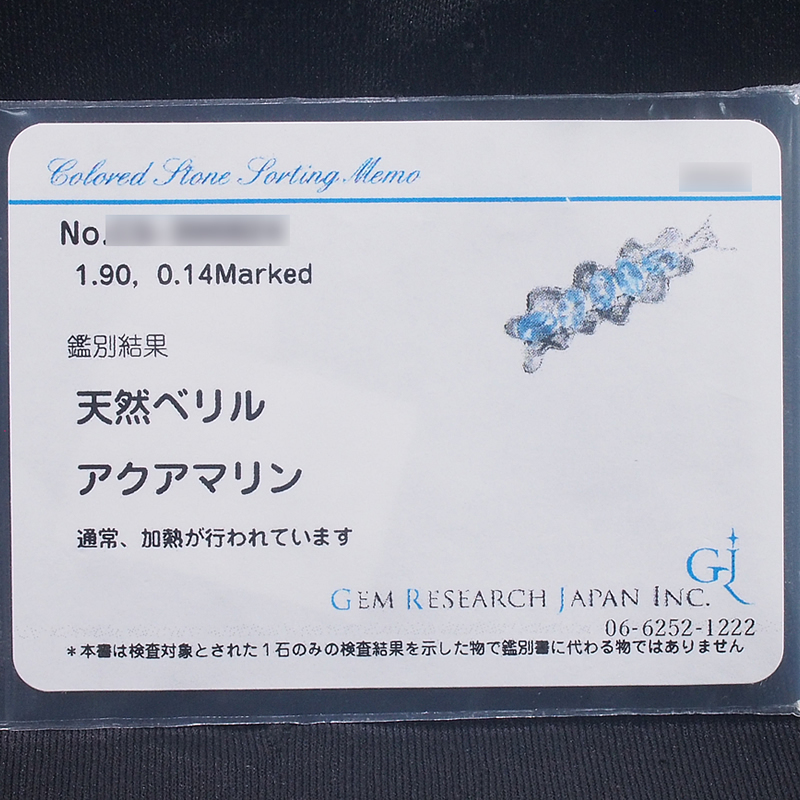 Colored Stone Sorting Memo
No.
1.90, 0.14Marked
鑑別結果
天然ベリル
アクアマリン
通常、加熱が行われています
GJ
GEM RESEARCH JAPAN INC.
06-6252-1222
*本書は検査対象とされた1石のみの検査結果を示した物で鑑別書に代わる物ではありません